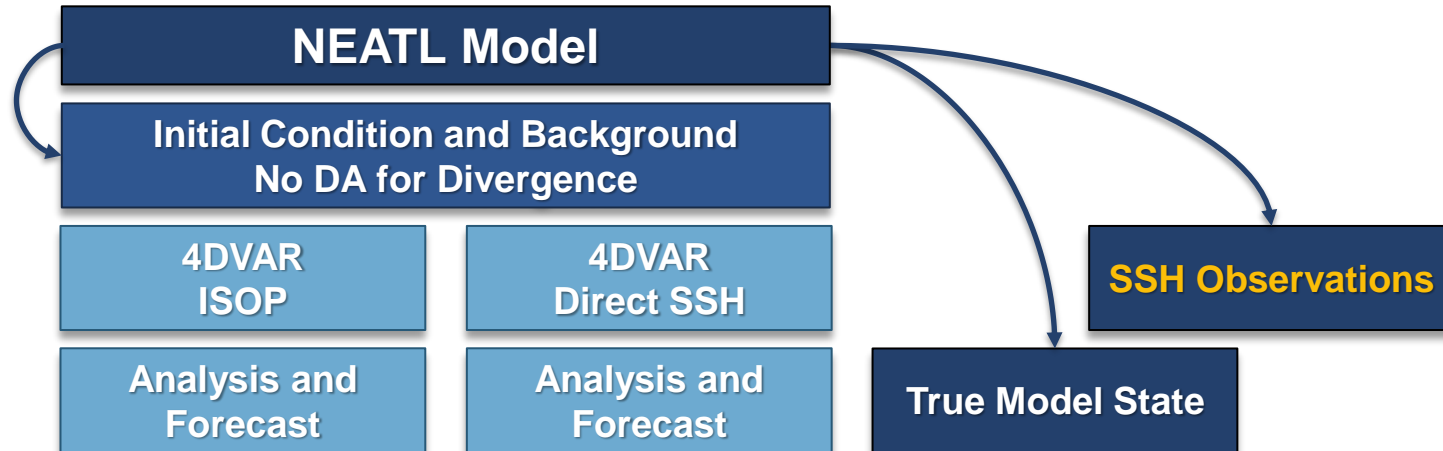 NEATL Model
Initial Condition and Background
No DA for Divergence
4DVAR
ISOP
4DVAR
Direct SSH
SSH Observations
Analysis and
Forecast
Analysis and
Forecast
True Model State